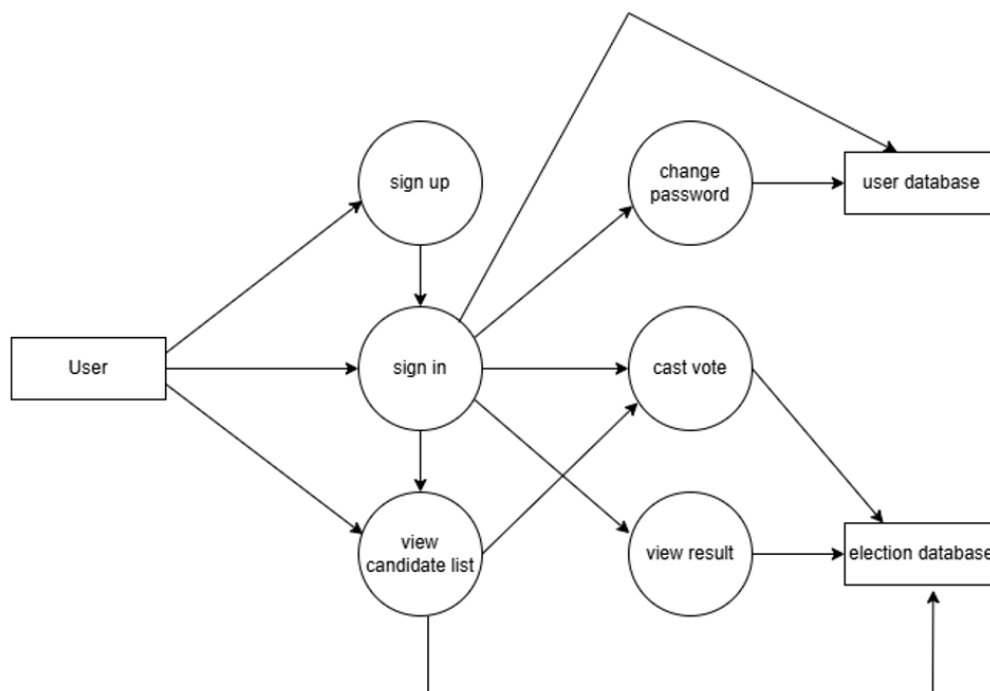 sign up
change
password
user database
User
sign in
cast vote
view
candidate list
view result
election database